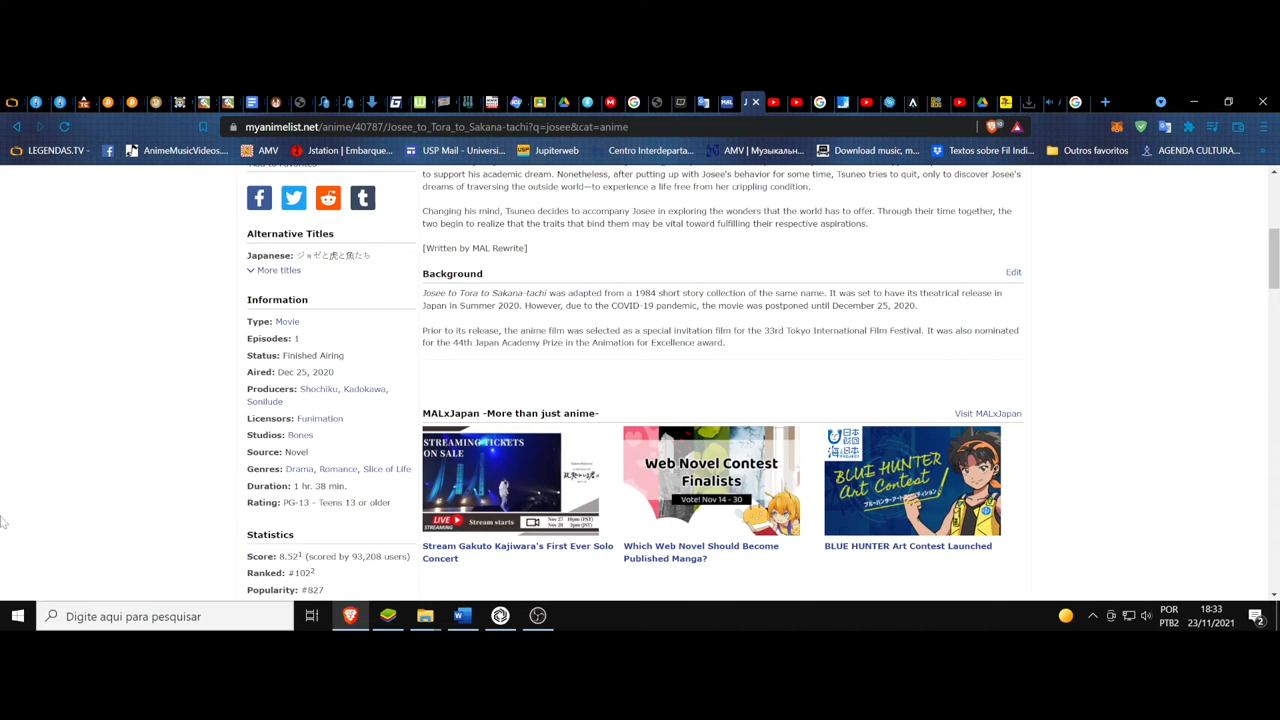 myanimelist.net/anime/40787/Josee_to_Tora_to_Sakana-tachi?q=josee&cat=anime
LEGENDAS.TV -
AnimeMusicVideos...
AMV
Jstation | Embarque...
USP Mail - Universi...
Jupiterweb
Centro Interdeparta...
AMV | Музыкальн...
Download music, m...
Textos sobre Fil Indi...
Outros favoritos
AGENDA CULTURA...
to support his academic dream. Nonetheless, after putting up with Josee's behavior for some time, Tsuneo tries to quit, only to discover Josee's
dreams of traversing the outside world—to experience a life free from her crippling condition.
Changing his mind, Tsuneo decides to accompany Josee in exploring the wonders that the world has to offer. Through their time together, the
two begin to realize that the traits that bind them may be vital toward fulfilling their respective aspirations.
[Written by MAL Rewrite]
Alternative Titles
Japanese: ジョゼと虎と魚たち
More titles
Information
Type: Movie
Episodes: 1
Status: Finished Airing
Aired: Dec 25, 2020
Producers: Shochiku, Kadokawa,
Sonilude
Licensors: Funimation
Studios: Bones
Source: Novel
Genres: Drama, Romance, Slice of Life
Duration: 1 hr. 38 min.
Rating: PG-13 - Teens 13 or older
Statistics
Score: 8.52¹ (scored by 93,208 users)
Ranked: #102²
Popularity: #827
Background
Edit
Josee to Tora to Sakana-tachi was adapted from a 1984 short story collection of the same name. It was set to have its theatrical release in
Japan in Summer 2020. However, due to the COVID-19 pandemic, the movie was postponed until December 25, 2020.
Prior to its release, the anime film was selected as a special invitation film for the 33rd Tokyo International Film Festival. It was also nominated
for the 44th Japan Academy Prize in the Animation for Excellence award.
MALxJapan -More than just anime-
Visit MALxJapan
STREAMING TICKETS
ON SALE
LIVE
STREAMING
Stream starts
Web Novel Contest
Finalists
Vote! Nov 14 - 30
BLUE HUNTER
Art Contest
Stream Gakuto Kajiwara's First Ever Solo
Concert
Which Web Novel Should Become
Published Manga?
BLUE HUNTER Art Contest Launched
Digite aqui para pesquisar
POR
PTB2
18:33
23/11/2021
2